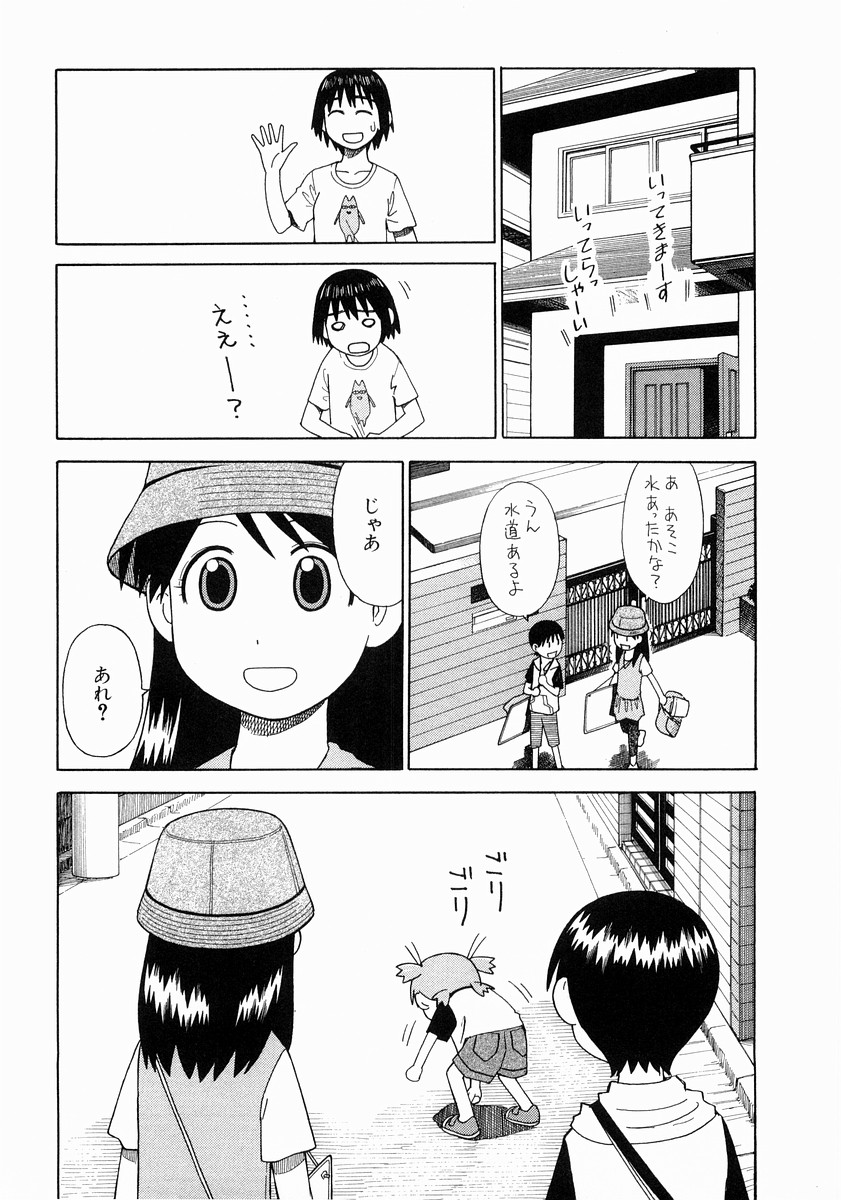 いってきまーす
いってらっ
しゃーい
‥‥‥
ええー？
あ あそこ
水あったかな？
うん
水道あるよ
じゃあ
あれ？
ゴリ
ゴリ